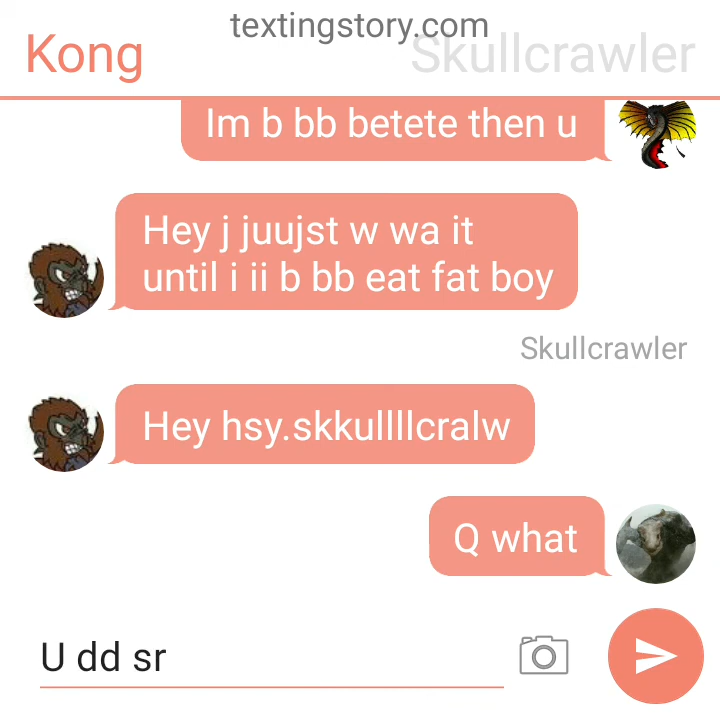 textingstory.com
Kong
Skullcrawler
Im b bb betete then u
Hey j juujst w wa it
until i ii b bb eat fat boy
Skullcrawler
Hey hsy.skkullllcralw
Q what
U dd sr